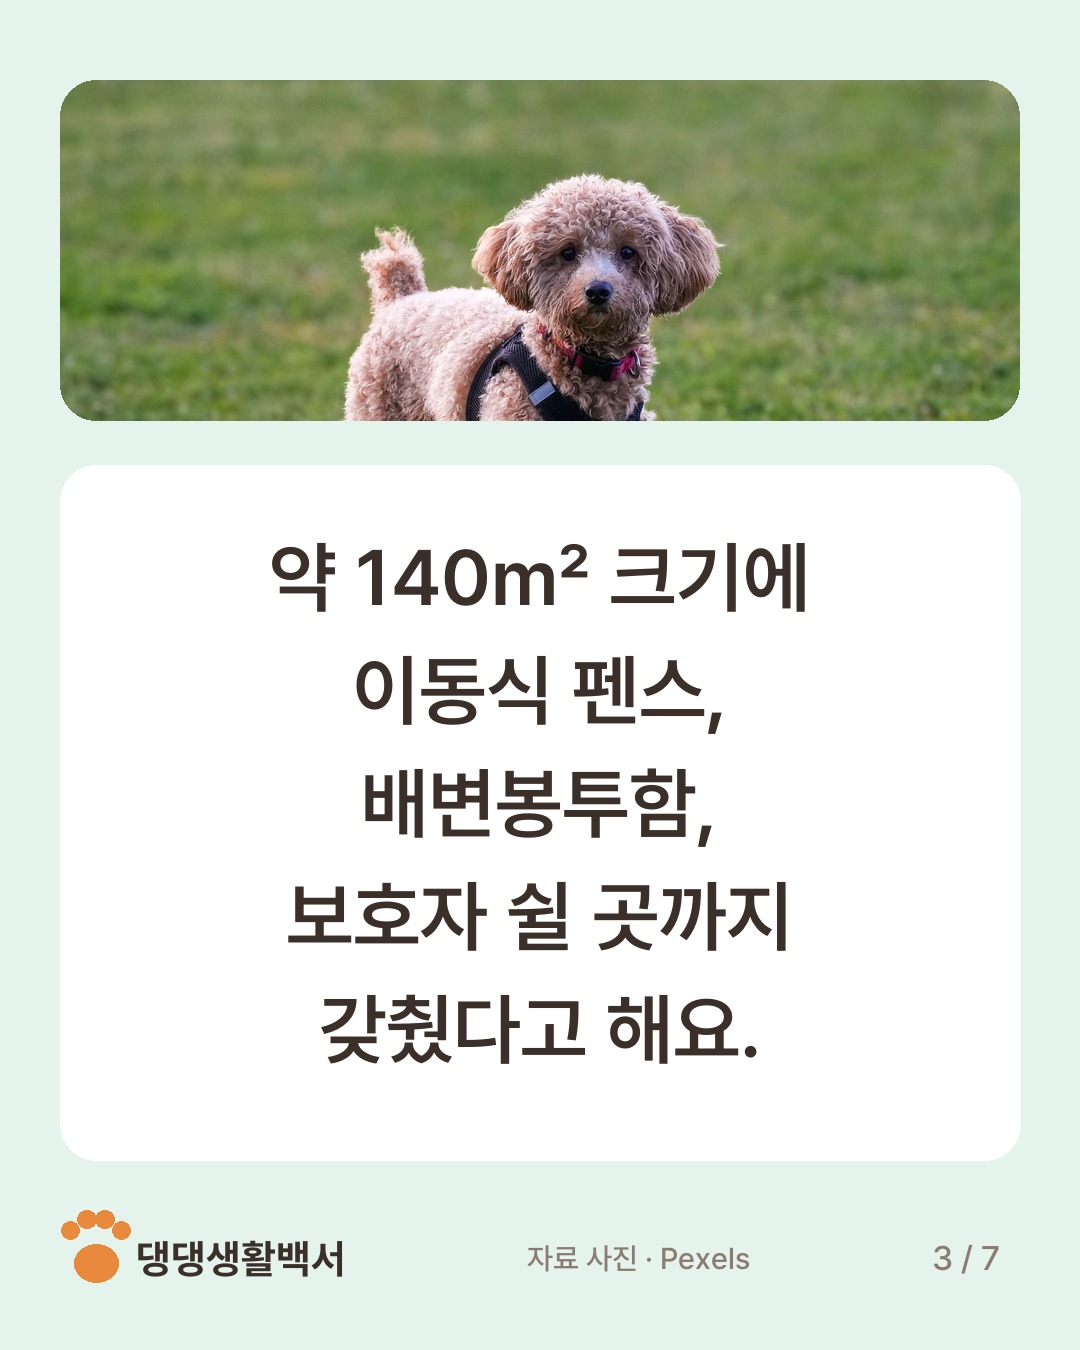 약 140m² 크기에
이동식 펜스,
배변봉투함,
보호자 쉴 곳까지
갖췄다고 해요.
댕댕생활백서
자료 사진 · Pexels
3 / 7